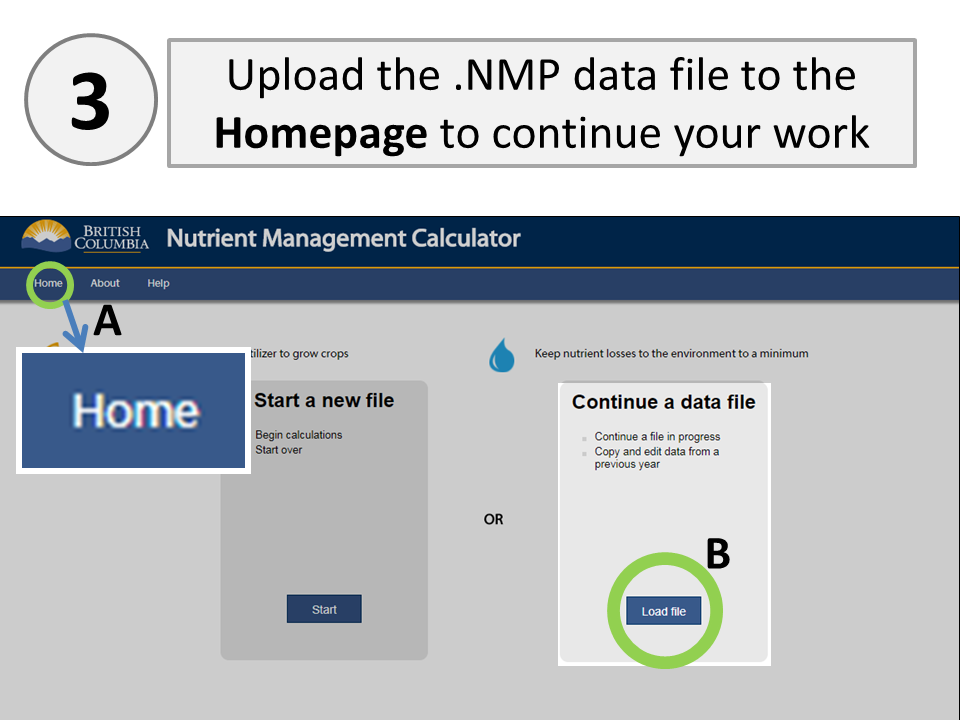 3
Upload the .NMP data file to the
Homepage to continue your work
BRITISH
COLUMBIA
Nutrient Management Calculator
Home About Help
A
to grow crops
Keep nutrient losses to the environment to a minimum
Home
Start a new file
Begin calculations
Start over
Start
OR
Continue a data file
Continue a file in progress
Copy and edit data from a
previous year
B
Load file